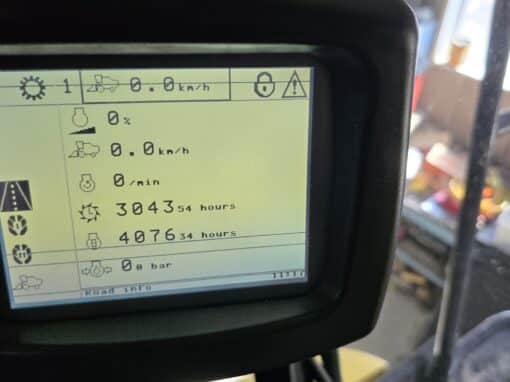 1 0.0 km/h
0 %
0.0 km/h
0 /min
3043 54 hours
4076 34 hours
0 0 bar
Road info